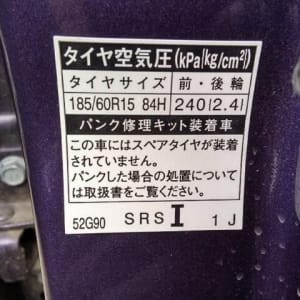 タイヤ空気圧(kPa{kg/cm²})
タイヤサイズ 前・後輪
185/60R15 84H 240{2.4}
パンク修理キット装着車
この車にはスペアタイヤが装着
されていません。
パンクした場合の処置について
は取扱書をご覧ください。
52G90 SRS I 1J